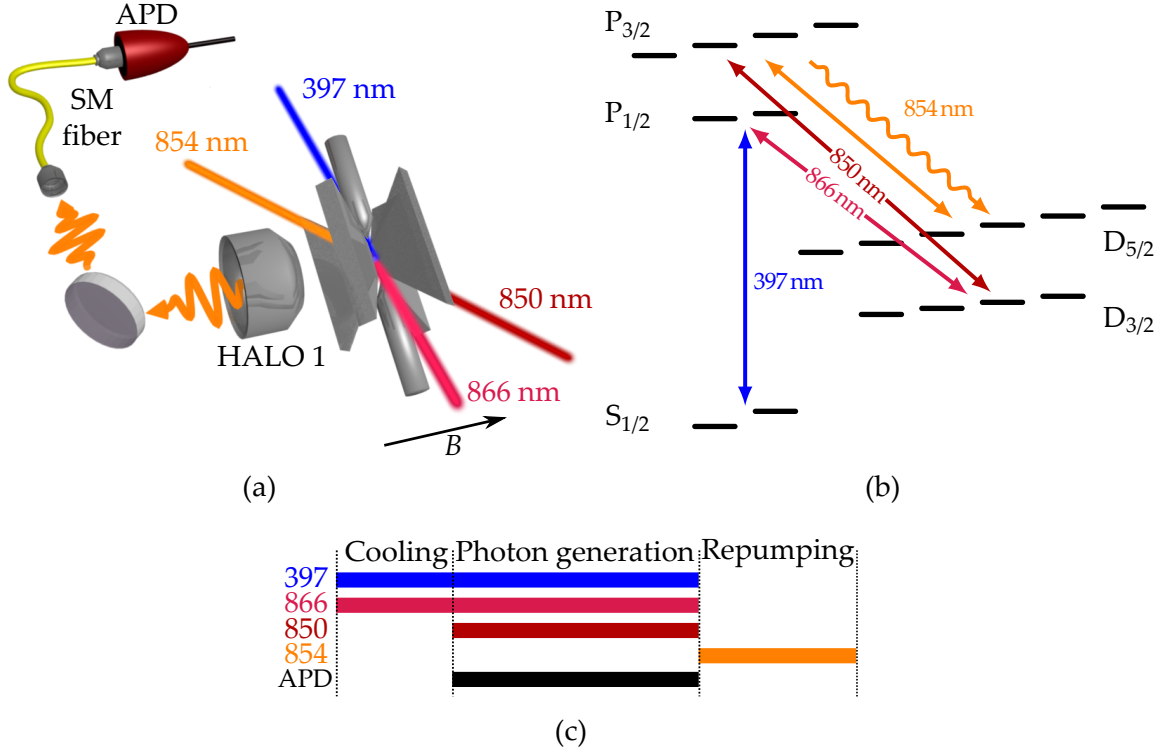 APD
SM
fiber
397 nm
854 nm
HALO 1
850 nm
866 nm
B
(a)
P3/2
P1/2
854 nm
850 nm
866 nm
397 nm
D5/2
D3/2
S1/2
(b)
Cooling Photon generation Repumping
397
866
850
854
APD
(c)